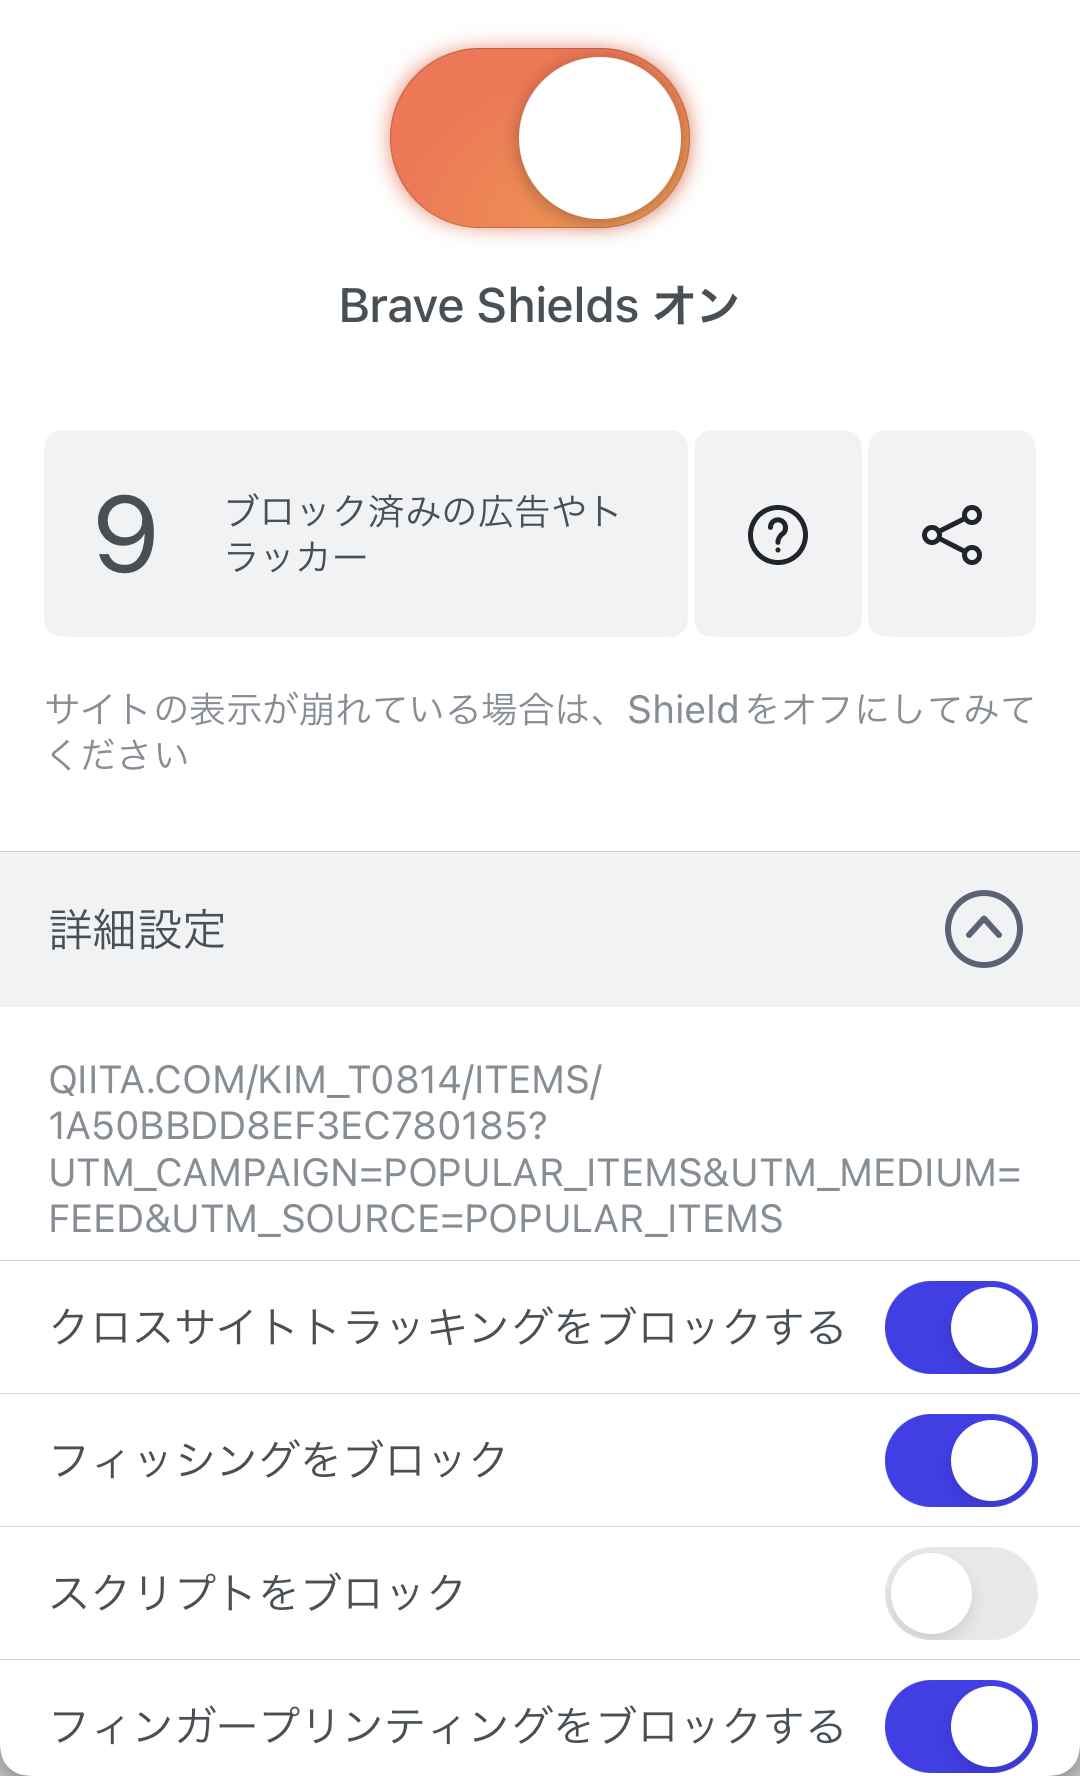 Brave Shields オン
9
ブロック済みの広告やト
ラッカー
サイトの表示が崩れている場合は、Shieldをオフにしてみて
ください
詳細設定
QIITA.COM/KIM_T0814/ITEMS/
1A50BBDD8EF3EC780185?
UTM_CAMPAIGN=POPULAR_ITEMS&UTM_MEDIUM=
FEED&UTM_SOURCE=POPULAR_ITEMS
クロスサイトトラッキングをブロックする
フィッシングをブロック
スクリプトをブロック
フィンガープリンティングをブロックする